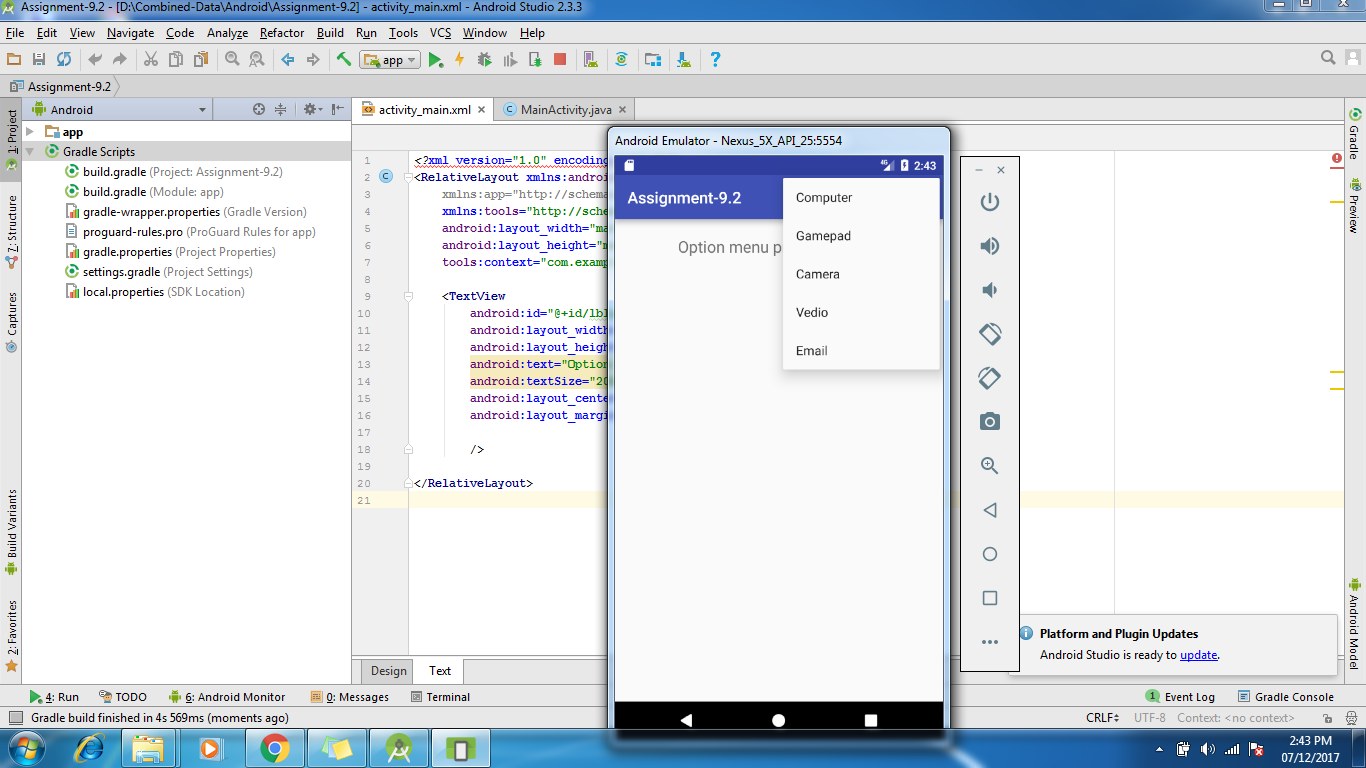 Assignment-9.2 - [D:\Combined-Data\Android\Assignment-9.2] - activity_main.xml - Android Studio 2.3.3
File Edit View Navigate Code Analyze Refactor Build Run Tools VCS Window Help
app
Assignment-9.2
Android
activity_main.xml
MainActivity.java
1: Project
7: Structure
Captures
Build Variants
2: Favorites
app
Gradle Scripts
build.gradle (Project: Assignment-9.2)
build.gradle (Module: app)
gradle-wrapper.properties (Gradle Version)
proguard-rules.pro (ProGuard Rules for app)
gradle.properties (Project Properties)
settings.gradle (Project Settings)
local.properties (SDK Location)
1 <?xml version="1.0" encoding
2 <RelativeLayout xmlns:androi
3 xmlns:app="http://schema
4 xmlns:tools="http://sche
5 android:layout_width="ma
6 android:layout_height="m
7 tools:context="com.examp
8
9 <TextView
10 android:id="@+id/lbl
11 android:layout_width
12 android:layout_heigh
13 android:text="Option
14 android:textSize="20
15 android:layout_cente
16 android:layout_margi
17
18 />
19
20 </RelativeLayout>
21
Design Text
Android Emulator - Nexus_5X_API_25:5554
4G 2:43
Assignment-9.2
Option menu p
Computer
Gamepad
Camera
Vedio
Email
Gradle
Preview
Android Model
Platform and Plugin Updates
Android Studio is ready to update.
4: Run TODO 6: Android Monitor 0: Messages Terminal
1 Event Log Gradle Console
Gradle build finished in 4s 569ms (moments ago)
CRLF UTF-8 Context: <no context>
2:43 PM
07/12/2017